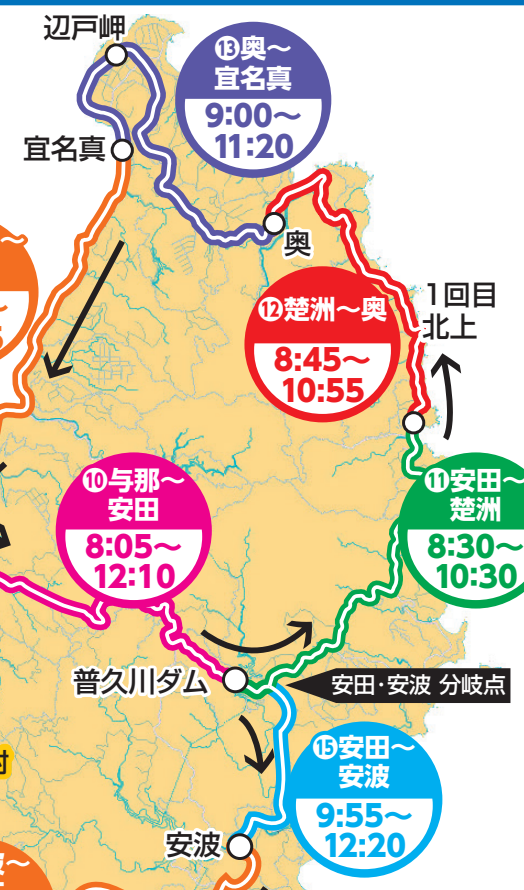 辺戸岬
⑬奥～
宜名真
9:00～
11:20
宜名真
奥
⑫楚洲～奥
8:45～
10:55
1回目
北上
⑩与那～
安田
8:05～
12:10
⑪安田～
楚洲
8:30～
10:30
普久川ダム
安田・安波 分岐点
⑮安田～
安波
9:55～
12:20
安波
村